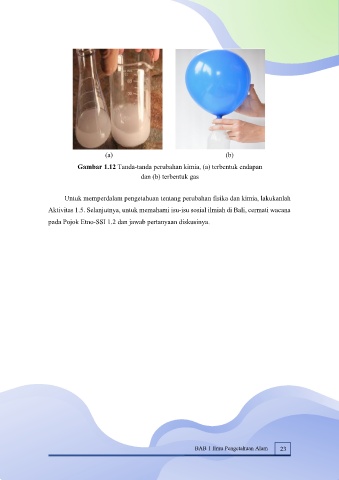 (a) (b)
Gambar 1.12 Tanda-tanda perubahan kimia, (a) terbentuk endapan
dan (b) terbentuk gas
Untuk memperdalam pengetahuan tentang perubahan fisika dan kimia, lakukanlah
Aktivitas 1.5. Selanjutnya, untuk memahami isu-isu sosial ilmiah di Bali, cermati wacana
pada Pojok Etno-SSI 1.2 dan jawab pertanyaan diskusinya.
BAB 1 Ilmu Pengetahuan Alam 23